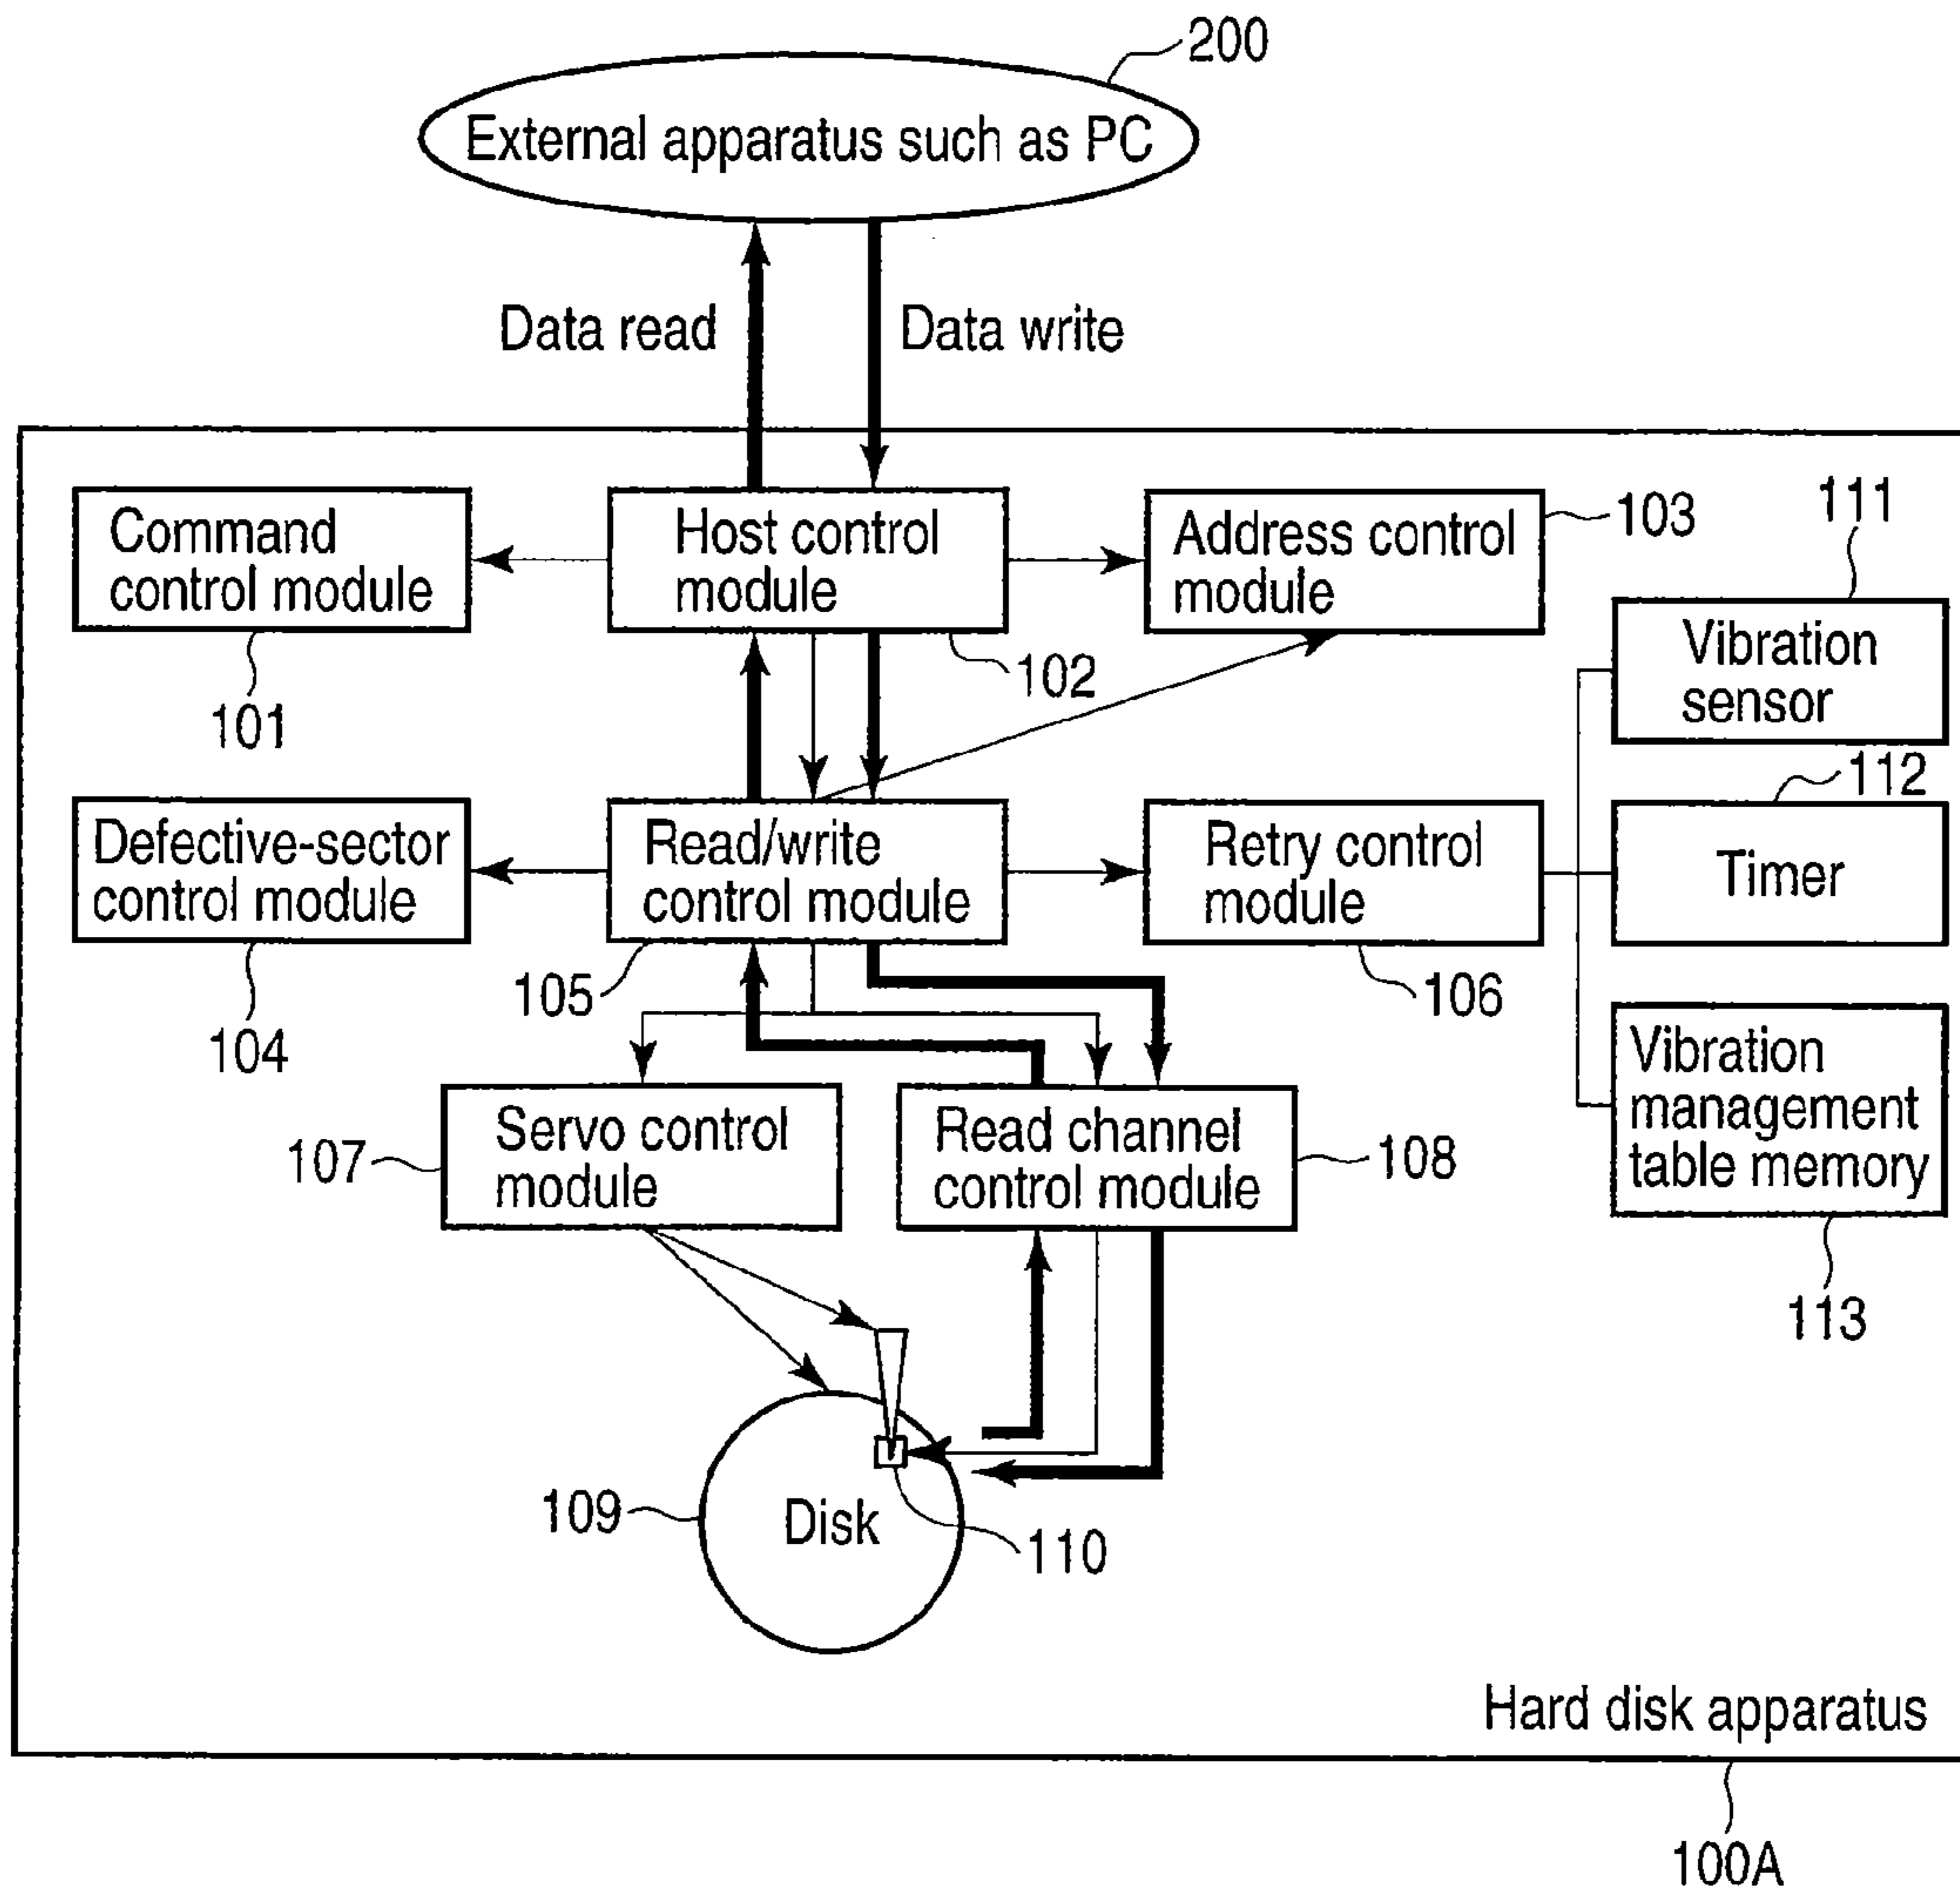 200
External apparatus such as PC
Data read
Data write
Command
control module
101
Host control
module
102
Address control
module
103
111
Vibration
sensor
112
Defective-sector
control module
104
Read/write
control module
105
Retry control
module
106
Timer
Vibration
management
table memory
113
Servo control
module
107
Read channel
control module
108
109
Disk
110
Hard disk apparatus
100A